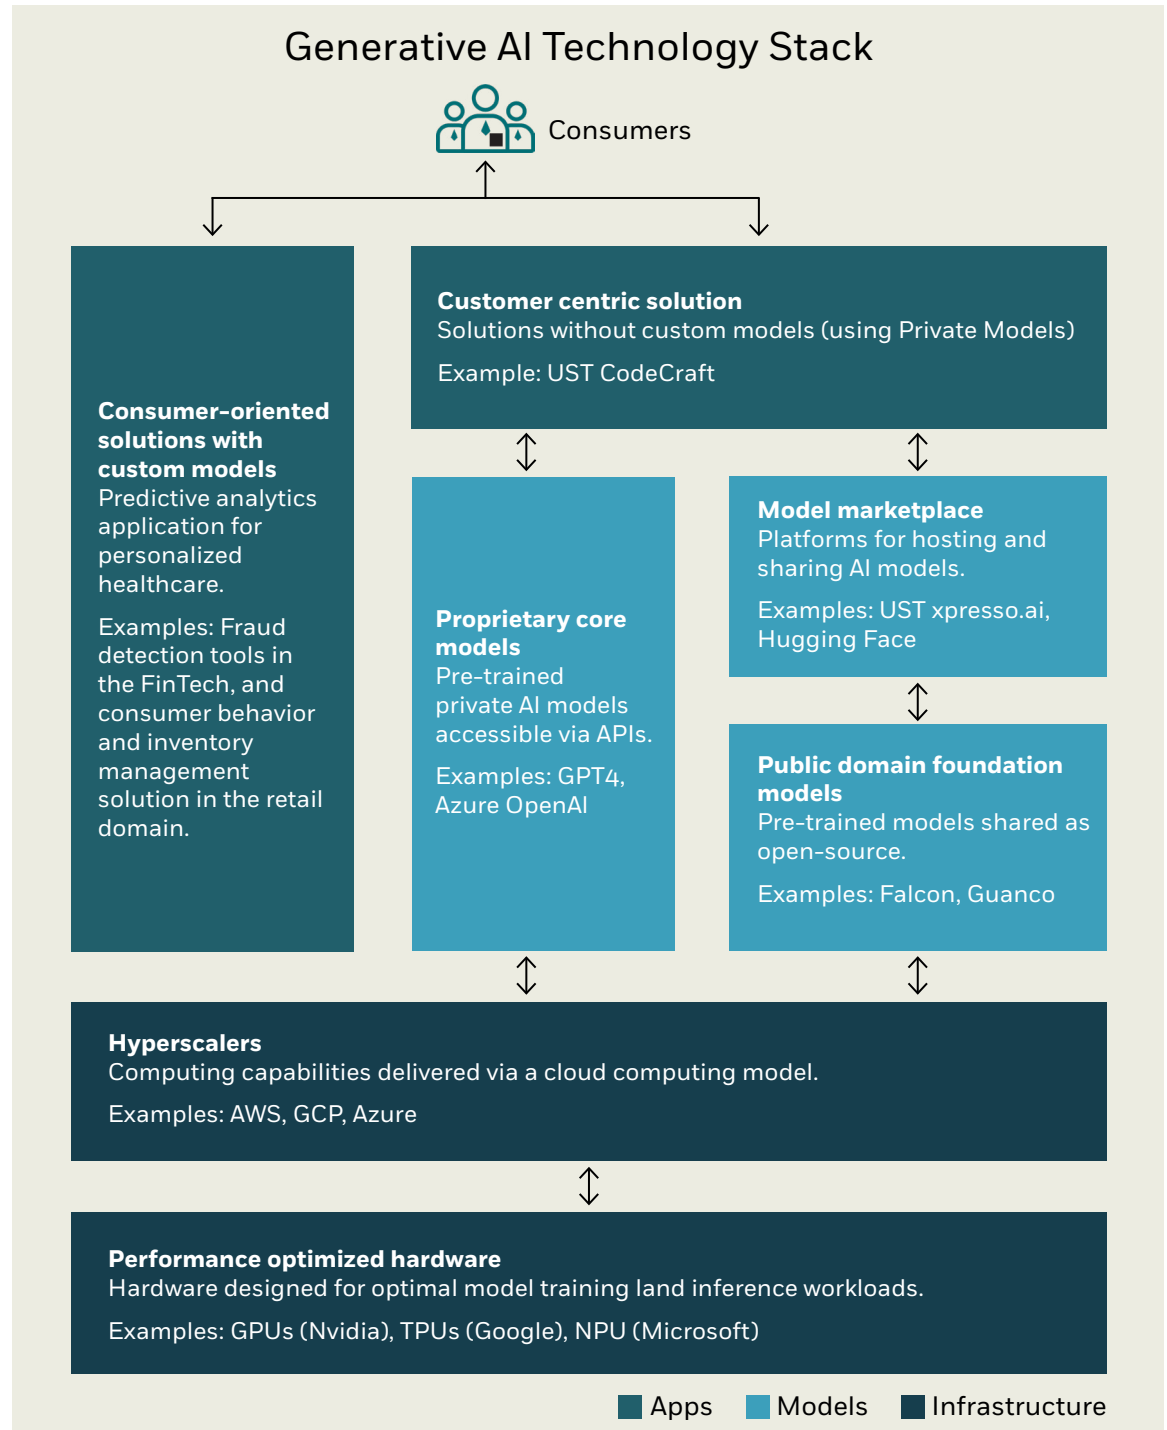 Generative AI Technology Stack
Consumers
Consumer-oriented
solutions with
custom models
Predictive analytics
application for
personalized
healthcare.
Examples: Fraud
detection tools in
the FinTech, and
consumer behavior
and inventory
management
solution in the retail
domain.
Customer centric solution
Solutions without custom models (using Private Models)
Example: UST CodeCraft
Proprietary core
models
Pre-trained
private AI models
accessible via APIs.
Examples: GPT4,
Azure OpenAI
Model marketplace
Platforms for hosting and
sharing AI models.
Examples: UST xpresso.ai,
Hugging Face
Public domain foundation
models
Pre-trained models shared as
open-source.
Examples: Falcon, Guanco
Hyperscalers
Computing capabilities delivered via a cloud computing model.
Examples: AWS, GCP, Azure
Performance optimized hardware
Hardware designed for optimal model training land inference workloads.
Examples: GPUs (Nvidia), TPUs (Google), NPU (Microsoft)
Apps
Models
Infrastructure